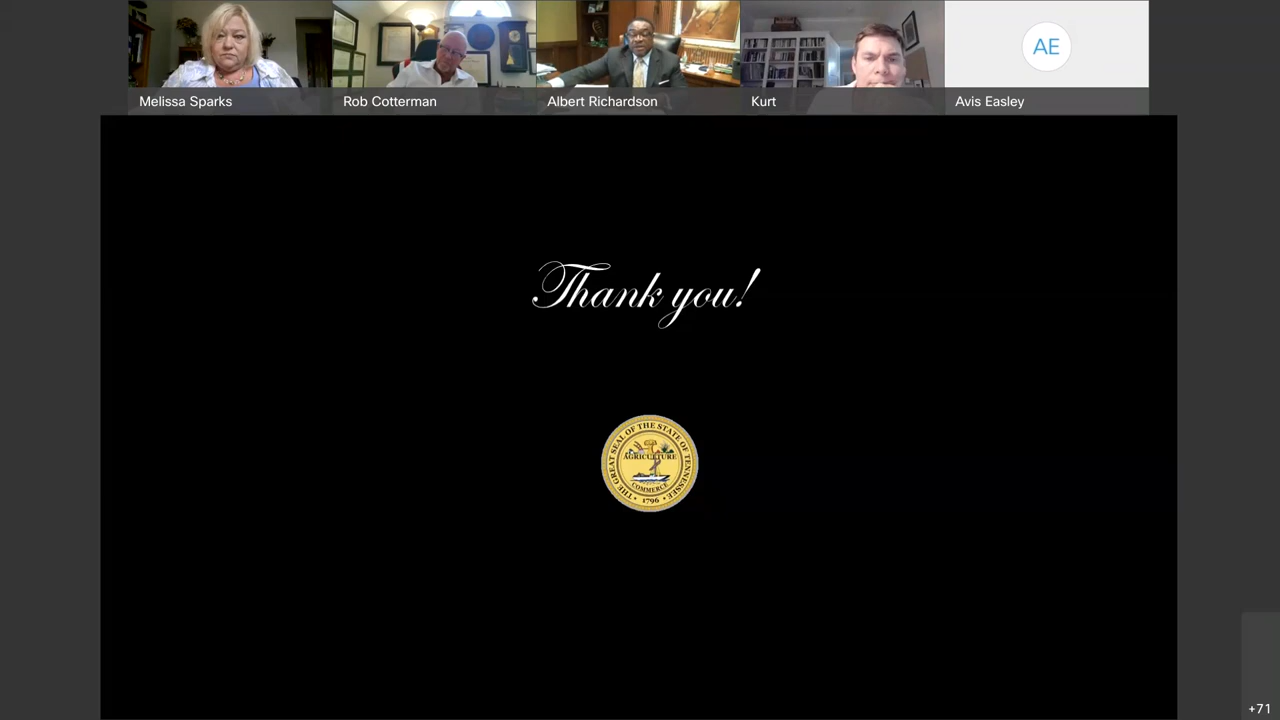 Melissa Sparks
Rob Cotterman
Albert Richardson
Kurt
AE
Avis Easley
Thank you!
THE GREAT SEAL OF THE STATE OF TENNESSEE
AGRICULTURE
COMMERCE
1796
+71